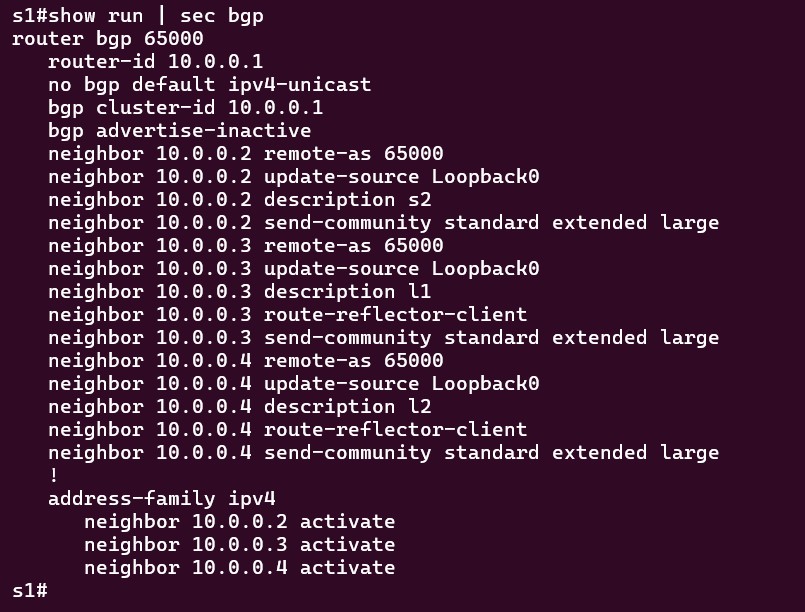 s1#show run | sec bgp
router bgp 65000
   router-id 10.0.0.1
   no bgp default ipv4-unicast
   bgp cluster-id 10.0.0.1
   bgp advertise-inactive
   neighbor 10.0.0.2 remote-as 65000
   neighbor 10.0.0.2 update-source Loopback0
   neighbor 10.0.0.2 description s2
   neighbor 10.0.0.2 send-community standard extended large
   neighbor 10.0.0.3 remote-as 65000
   neighbor 10.0.0.3 update-source Loopback0
   neighbor 10.0.0.3 description l1
   neighbor 10.0.0.3 route-reflector-client
   neighbor 10.0.0.3 send-community standard extended large
   neighbor 10.0.0.4 remote-as 65000
   neighbor 10.0.0.4 update-source Loopback0
   neighbor 10.0.0.4 description l2
   neighbor 10.0.0.4 route-reflector-client
   neighbor 10.0.0.4 send-community standard extended large
   !
   address-family ipv4
      neighbor 10.0.0.2 activate
      neighbor 10.0.0.3 activate
      neighbor 10.0.0.4 activate
s1#